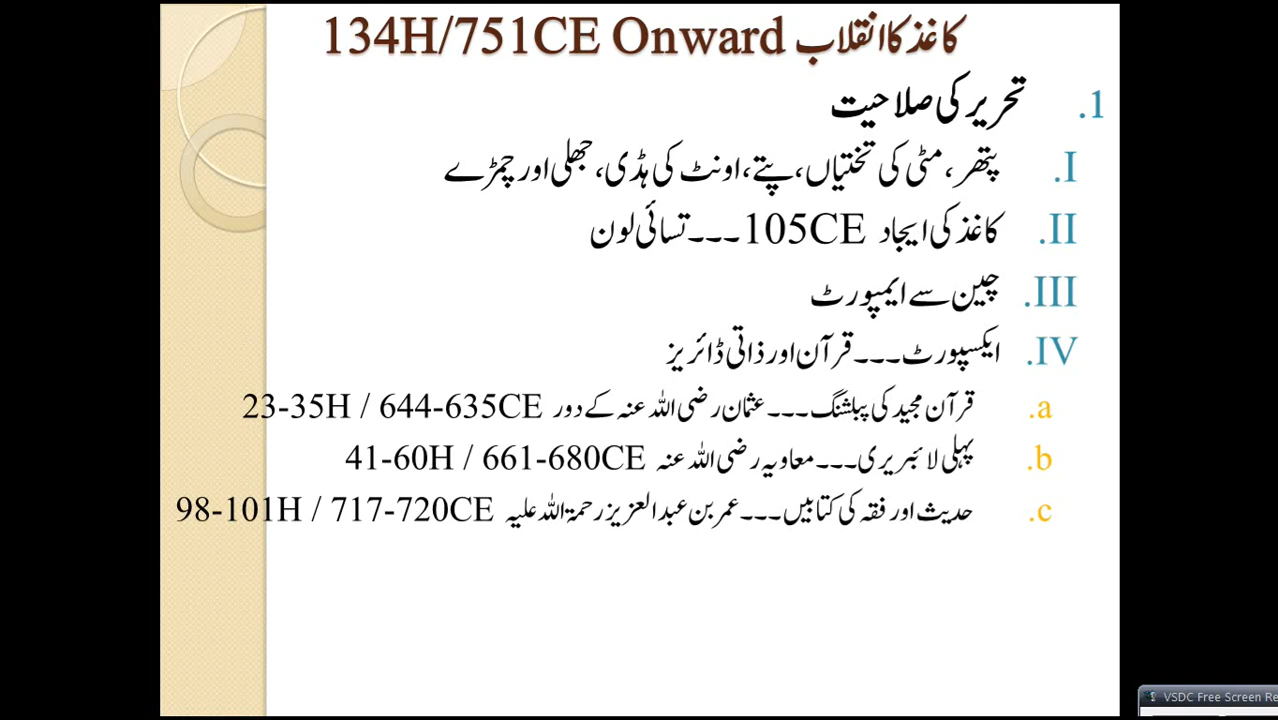 کاغذ کا انقلاب 134H/751CE Onward
1. تحریر کی صلاحیت
I. پتھر، مٹی کی تختیاں، پتے، اونٹ کی ہڈی، جھلی اور چمڑے
II. کاغذ کی ایجاد 105CE ۔۔۔ تسائی لون
III. چین سے ایمپورٹ
IV. ایکسپورٹ ۔۔۔ قرآن اور ذاتی ڈائریز
a. قرآن مجید کی پبلشنگ ۔۔۔ عثمان رضی اللہ عنہ کے دور 23-35H / 644-635CE
b. پہلی لائبریری ۔۔۔ معاویہ رضی اللہ عنہ 41-60H / 661-680CE
c. حدیث اور فقہ کی کتابیں ۔۔۔ عمر بن عبدالعزیز رحمۃ اللہ علیہ 98-101H / 717-720CE
VSDC Free Screen Re